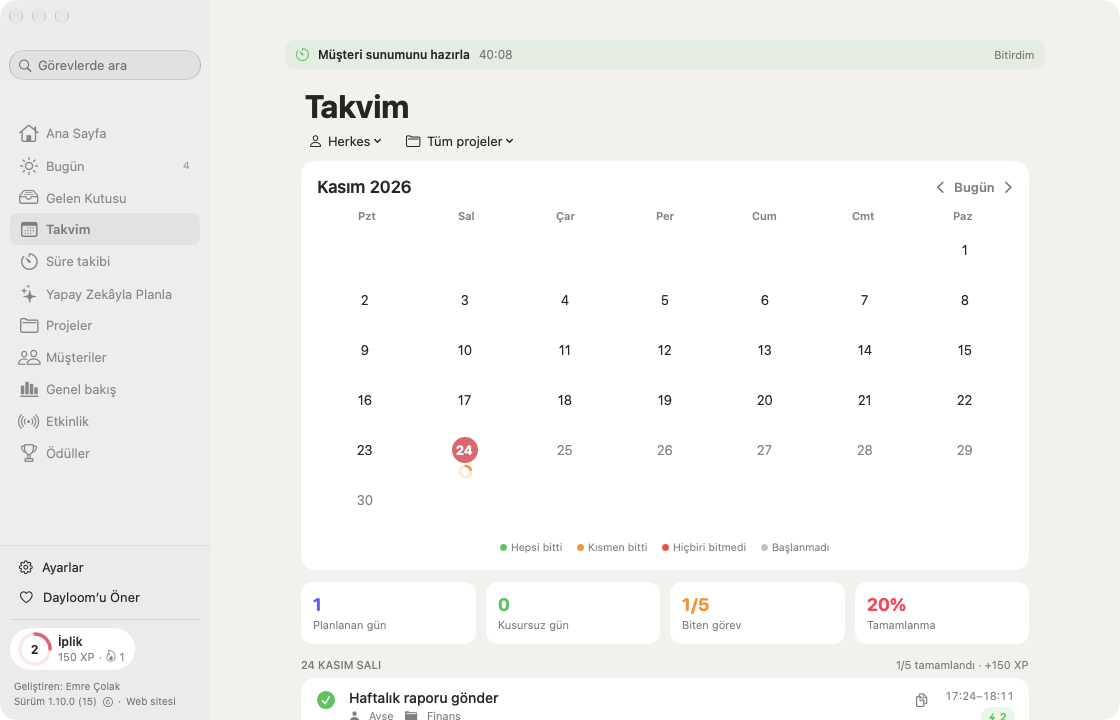 Müşteri sunumunu hazırla 40:08 Bitirdim
Görevlerde ara
Ana Sayfa
Bugün 4
Gelen Kutusu
Takvim
Süre takibi
Yapay Zekâyla Planla
Projeler
Müşteriler
Genel bakış
Etkinlik
Ödüller
Ayarlar
Dayloom’u Öner
2
İplik
150 XP · 1
Geliştiren: Emre Çolak
Sürüm 1.10.0 (15) · Web sitesi
Takvim
Herkes Tüm projeler
Kasım 2026 Bugün
Pzt Sal Çar Per Cum Cmt Paz
1
2 3 4 5 6 7 8
9 10 11 12 13 14 15
16 17 18 19 20 21 22
23 24 25 26 27 28 29
30
Hepsi bitti Kısmen bitti Hiçbiri bitmedi Başlanmadı
1
Planlanan gün
0
Kusursuz gün
1/5
Biten görev
20%
Tamamlanma
24 KASIM SALI 1/5 tamamlandı · +150 XP
Haftalık raporu gönder 17:24–18:11
Ayşe Finans 2